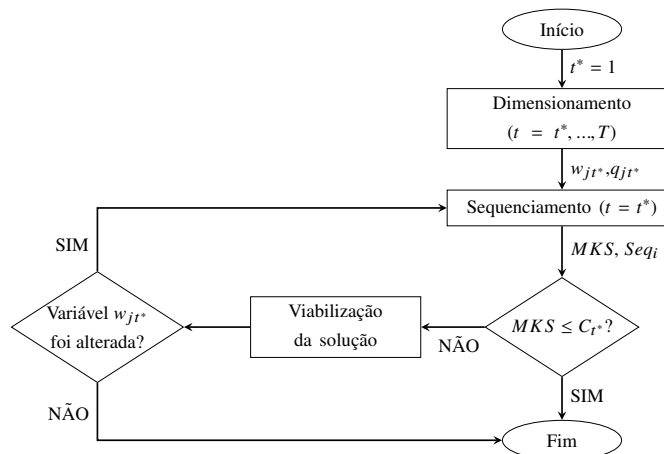 Início
t* = 1
Dimensionamento
(t = t*, ..., T)
w_{jt*}, q_{jt*}
Sequenciamento (t = t*)
MKS, Seq_i
SIM
Variável w_{jt*}
foi alterada?
Viabilização
da solução
NÃO
MKS ≤ C_{t*}?
NÃO
SIM
Fim